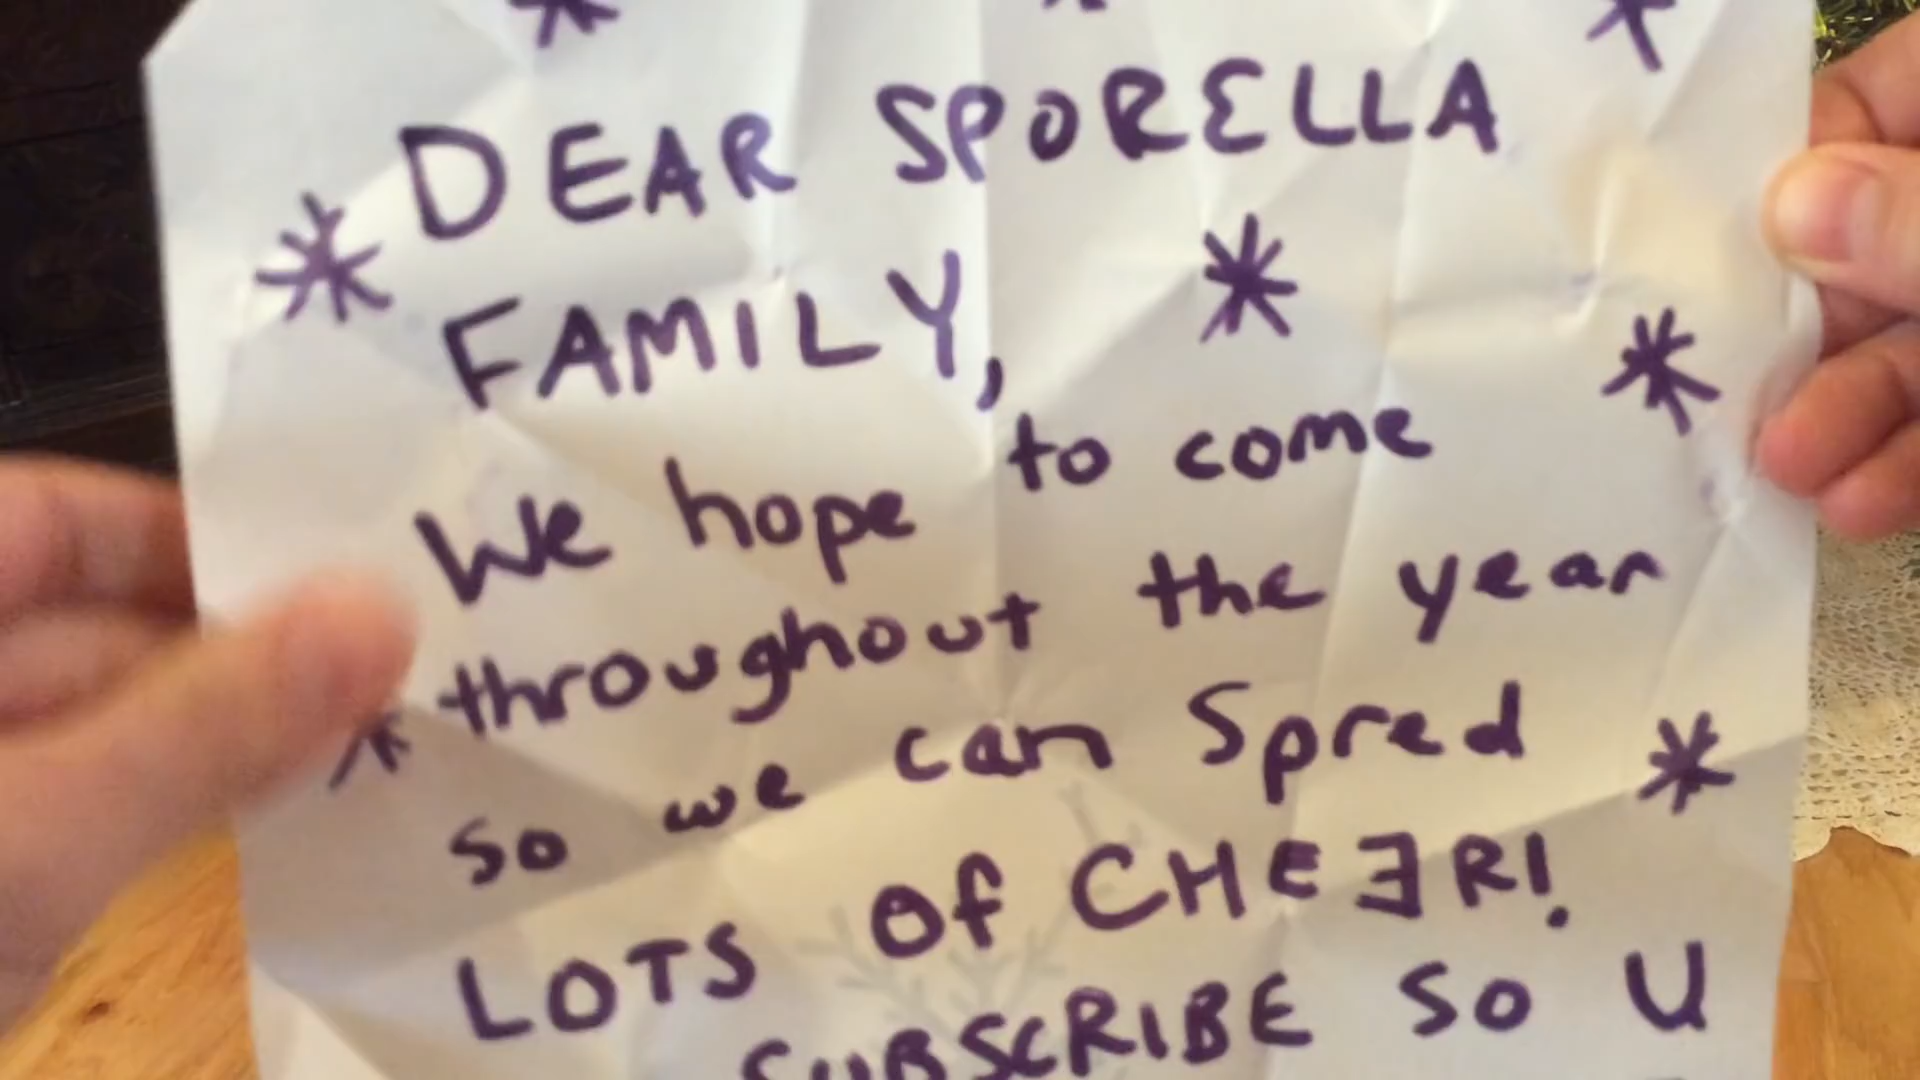 DEAR SPORELLA
FAMILY,
We hope to come
throughout the year
so we can Spred
LOTS Of CHEƎR!
SUBSCRIBE SO U